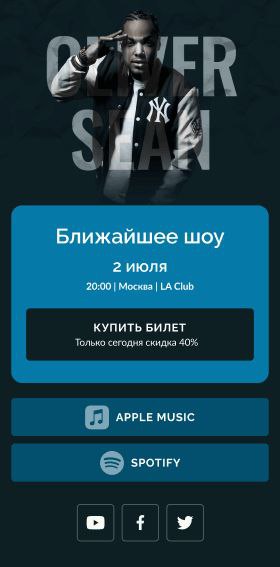 OLIVER
SEAN
NY
Ближайшее шоу
2 июля
20:00 | Москва | LA Club
КУПИТЬ БИЛЕТ
Только сегодня скидка 40%
APPLE MUSIC
SPOTIFY